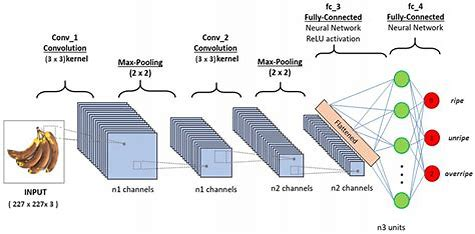 fc_3
Fully-Connected
Neural Network
ReLU activation
fc_4
Fully-Connected
Neural Network
Conv_1
Convolution
(3 x 3)kernel
Max-Pooling
(2 x 2)
Conv_2
Convolution
(3 x 3)kernel
Max-Pooling
(2 x 2)
Flattened
ripe
unripe
overripe
INPUT
( 227 x 227x 3 )
n1 channels
n1 channels
n2 channels
n2 channels
n3 units